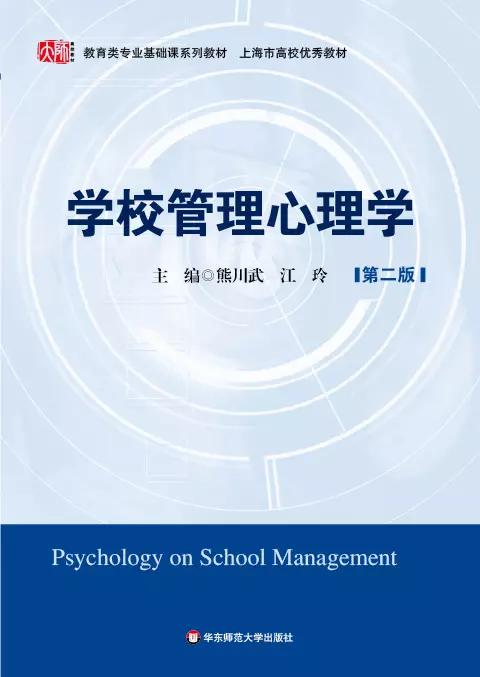 大师 教育类专业基础课系列教材 上海市高校优秀教材
学校管理心理学
主 编◎熊川武 江 玲 第二版
Psychology on School Management
华东师范大学出版社